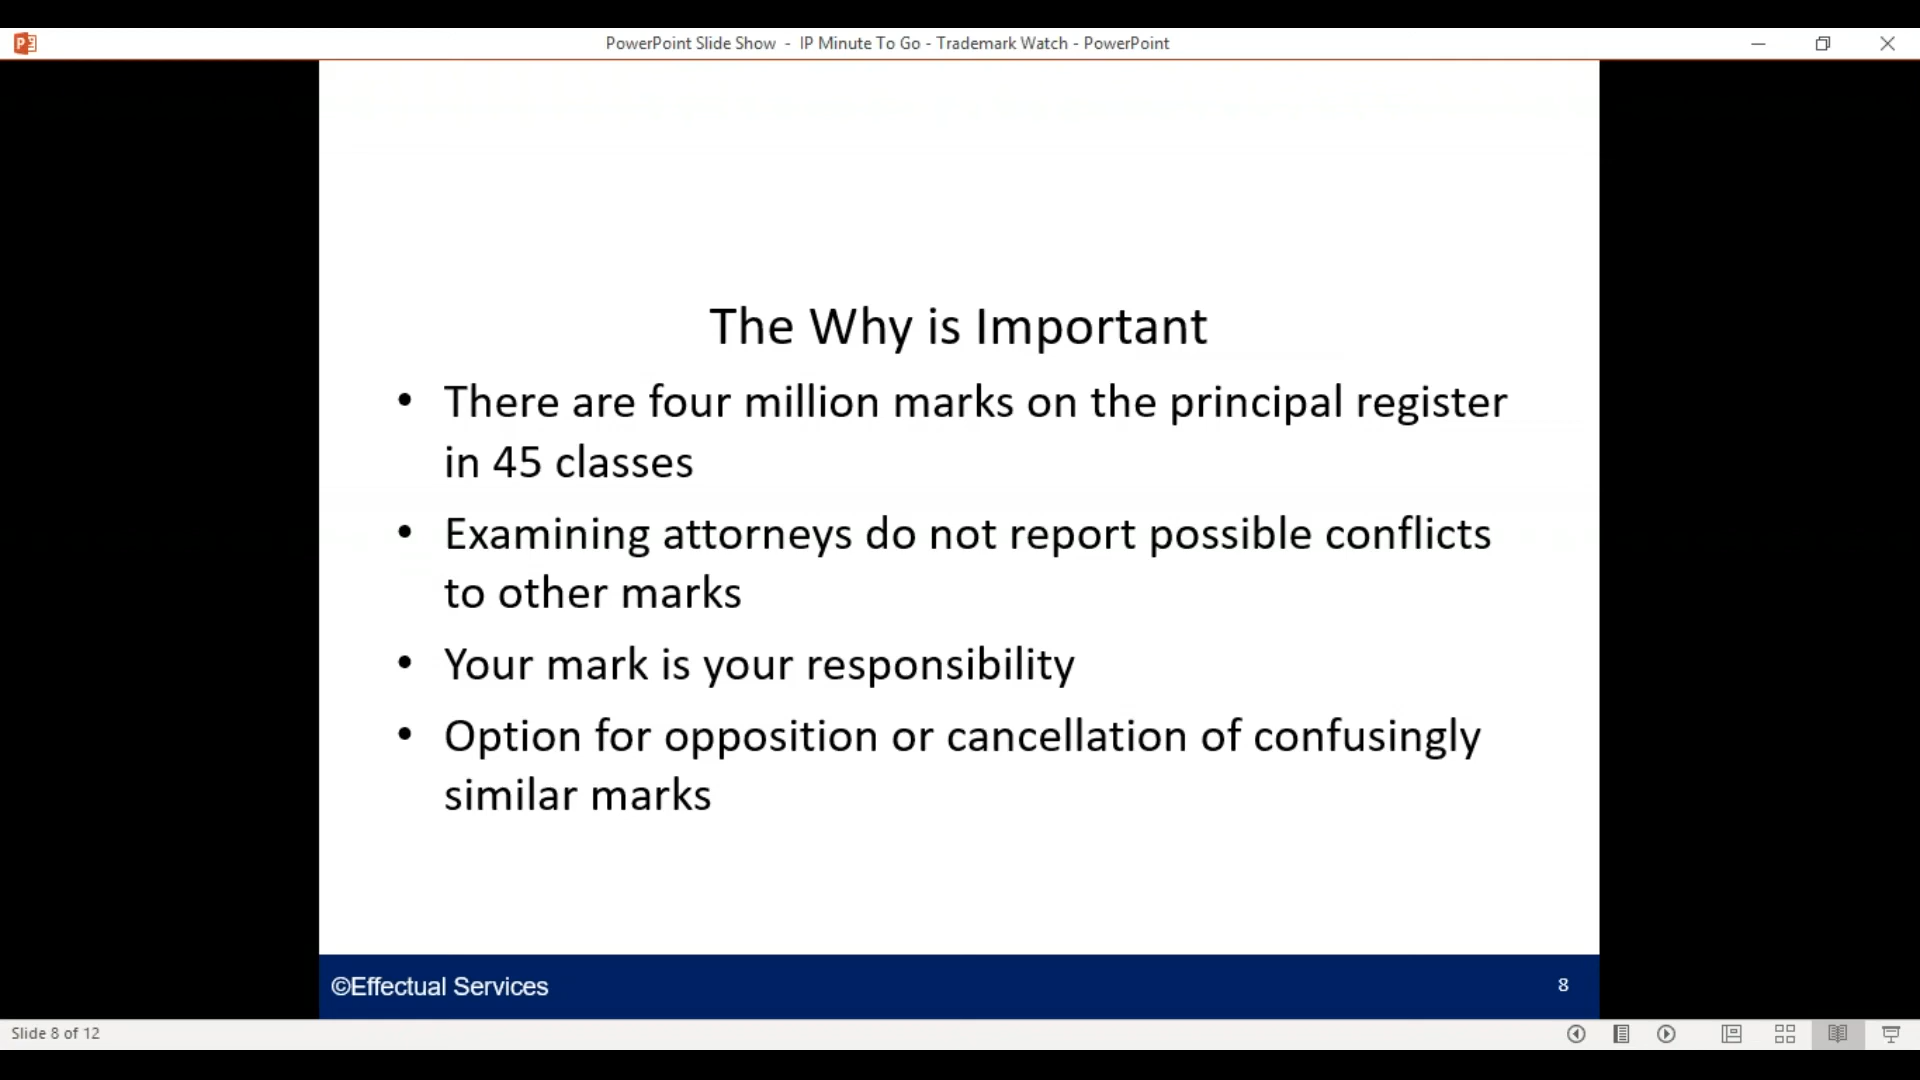 PowerPoint Slide Show - IP Minute To Go - Trademark Watch - PowerPoint
The Why is Important
• There are four million marks on the principal register
in 45 classes
• Examining attorneys do not report possible conflicts
to other marks
• Your mark is your responsibility
• Option for opposition or cancellation of confusingly
similar marks
©Effectual Services
8
Slide 8 of 12